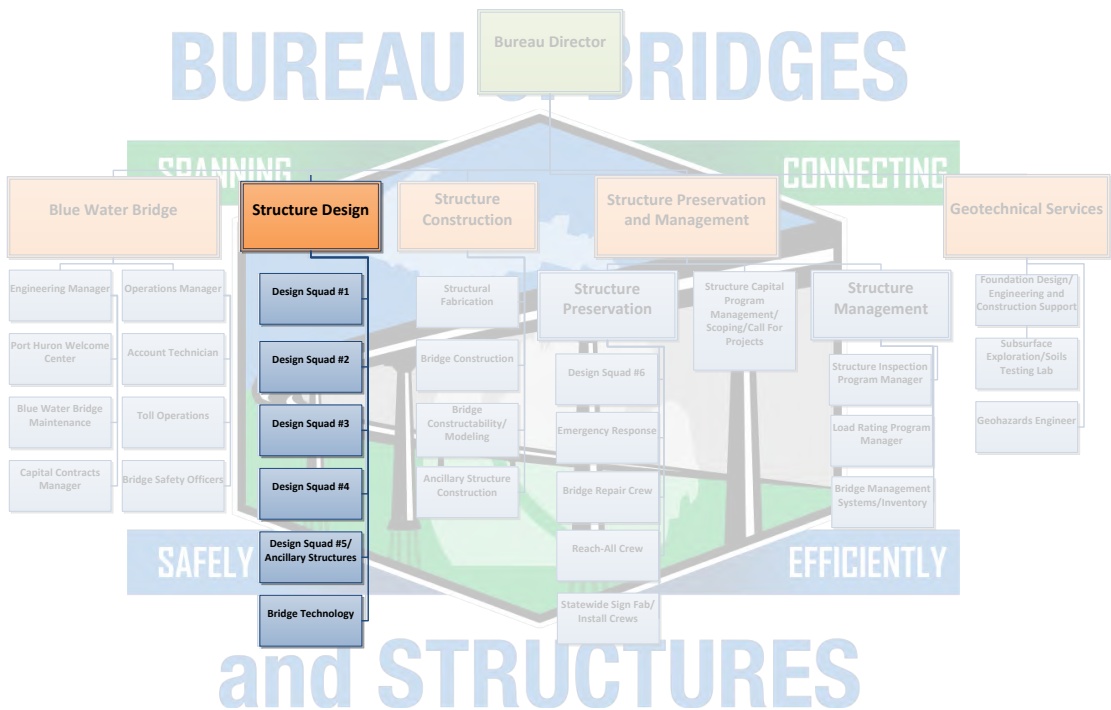 BUREAU of BRIDGES
Bureau Director
SPANNING
CONNECTING
Blue Water Bridge
Structure Design
Structure
Construction
Structure Preservation
and Management
Geotechnical Services
Engineering Manager
Operations Manager
Port Huron Welcome
Center
Account Technician
Blue Water Bridge
Maintenance
Toll Operations
Capital Contracts
Manager
Bridge Safety Officers
Design Squad #1
Design Squad #2
Design Squad #3
Design Squad #4
Design Squad #5/
Ancillary Structures
Bridge Technology
Structural
Fabrication
Bridge Construction
Bridge
Constructability/
Modeling
Ancillary Structure
Construction
Structure
Preservation
Design Squad #6
Emergency Response
Bridge Repair Crew
Reach-All Crew
Statewide Sign Fab/
Install Crews
Structure Capital
Program
Management/
Scoping/Call For
Projects
Structure
Management
Structure Inspection
Program Manager
Load Rating Program
Manager
Bridge Management
Systems/Inventory
Foundation Design/
Engineering and
Construction Support
Subsurface
Exploration/Soils
Testing Lab
Geohazards Engineer
SAFELY
EFFICIENTLY
and STRUCTURES